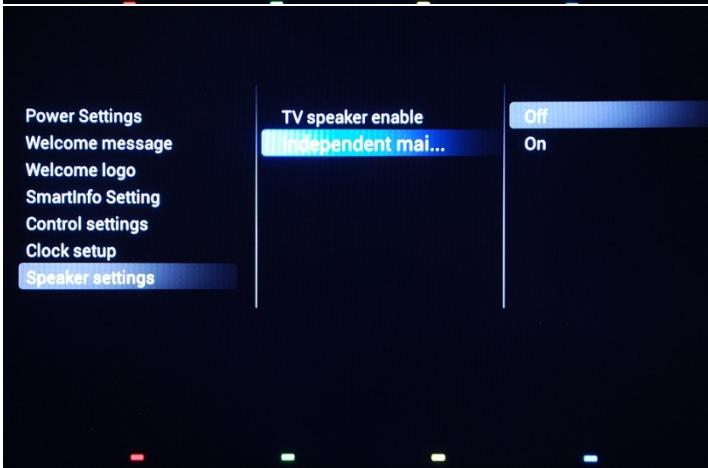 Power Settings
Welcome message
Welcome logo
SmartInfo Setting
Control settings
Clock setup
Speaker settings
TV speaker enable
Independent mai...
Off
On